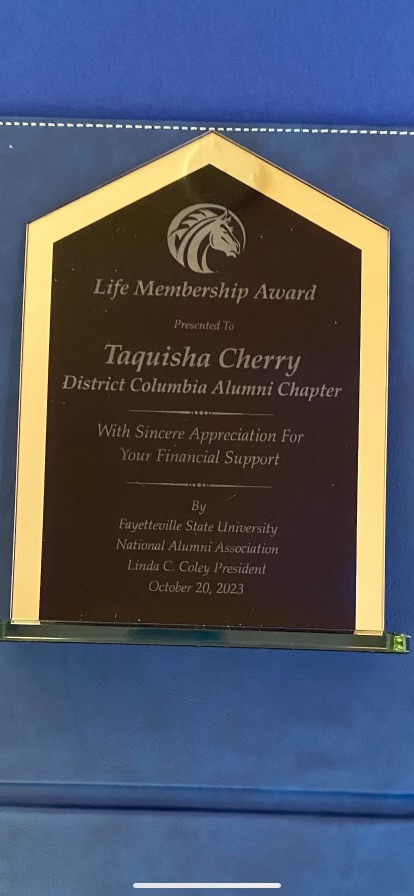 Life Membership Award
Presented To
Taquisha Cherry
District Columbia Alumni Chapter
With Sincere Appreciation For
Your Financial Support
By
Fayetteville State University
National Alumni Association
Linda C. Coley President
October 20, 2023